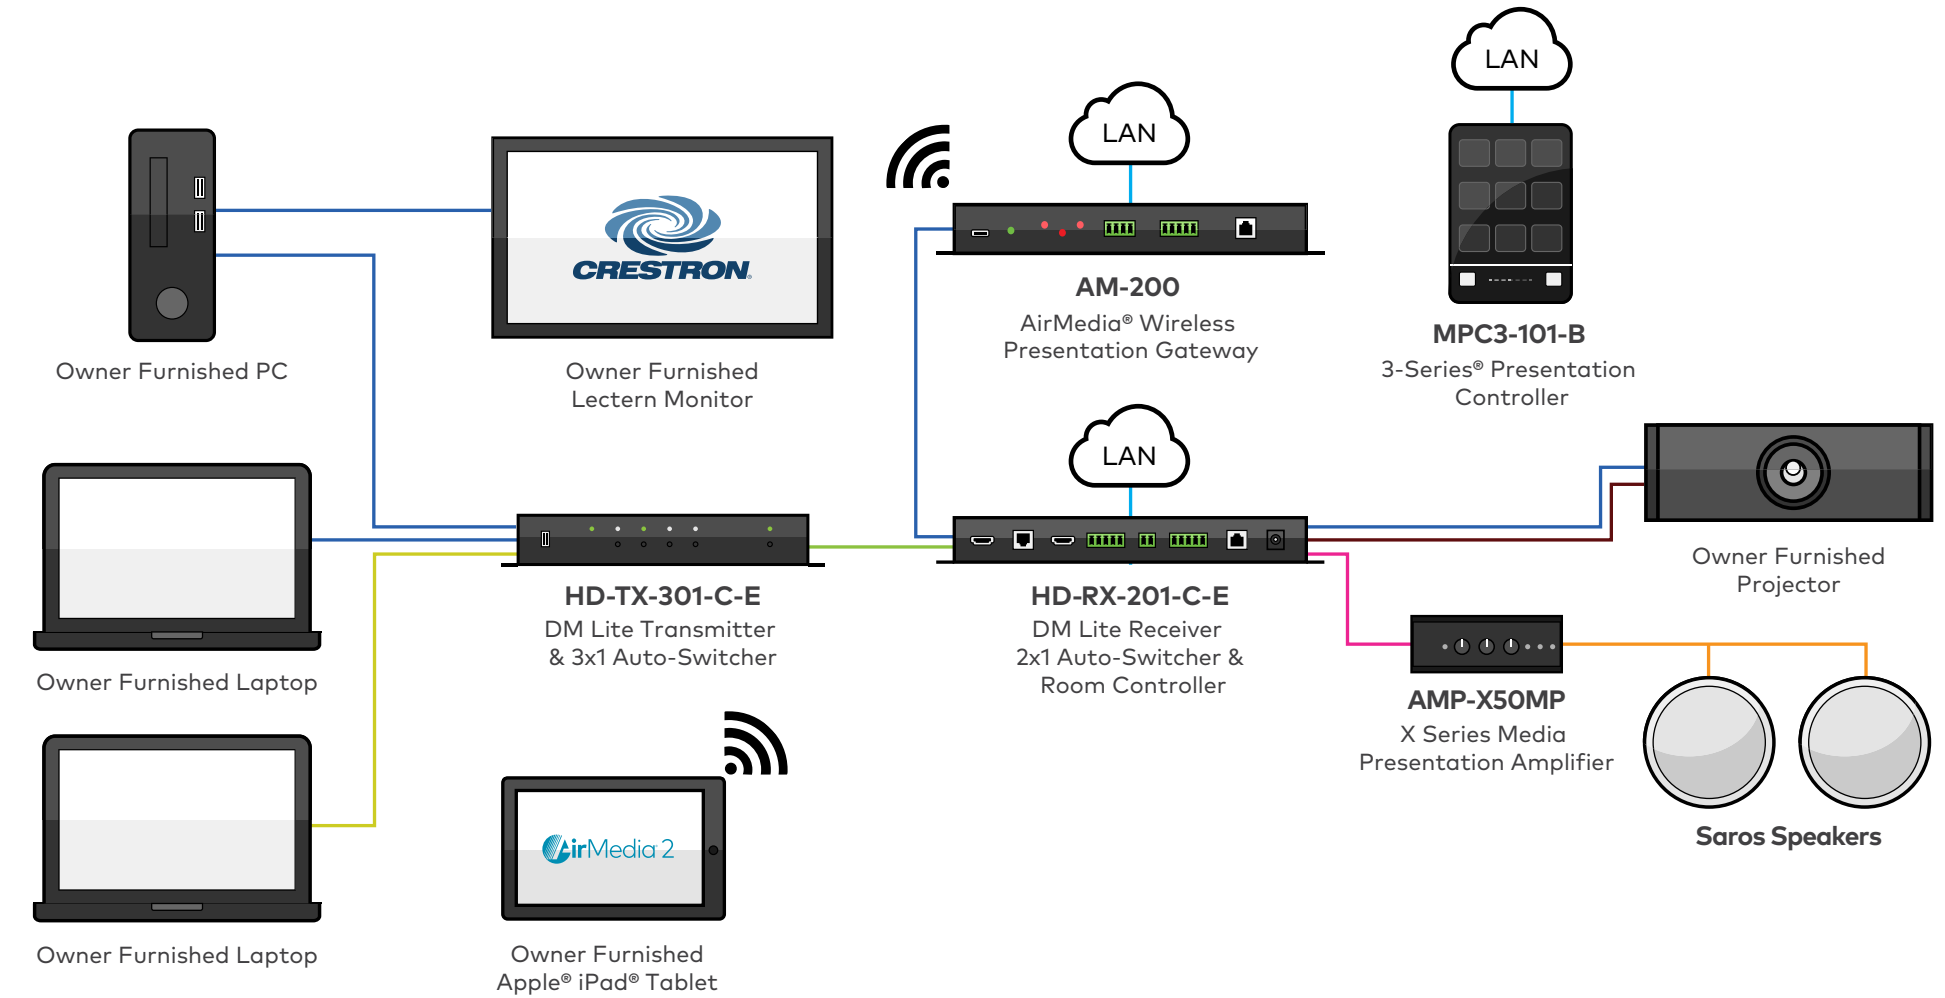 LAN
LAN
CRESTRON
AM-200
AirMedia® Wireless
Presentation Gateway
MPC3-101-B
3-Series® Presentation
Controller
Owner Furnished PC
Owner Furnished
Lectern Monitor
LAN
Owner Furnished
Projector
HD-TX-301-C-E
DM Lite Transmitter
& 3x1 Auto-Switcher
HD-RX-201-C-E
DM Lite Receiver
2x1 Auto-Switcher &
Room Controller
Owner Furnished Laptop
AMP-X50MP
X Series Media
Presentation Amplifier
Saros Speakers
AirMedia 2
Owner Furnished Laptop
Owner Furnished
Apple® iPad® Tablet